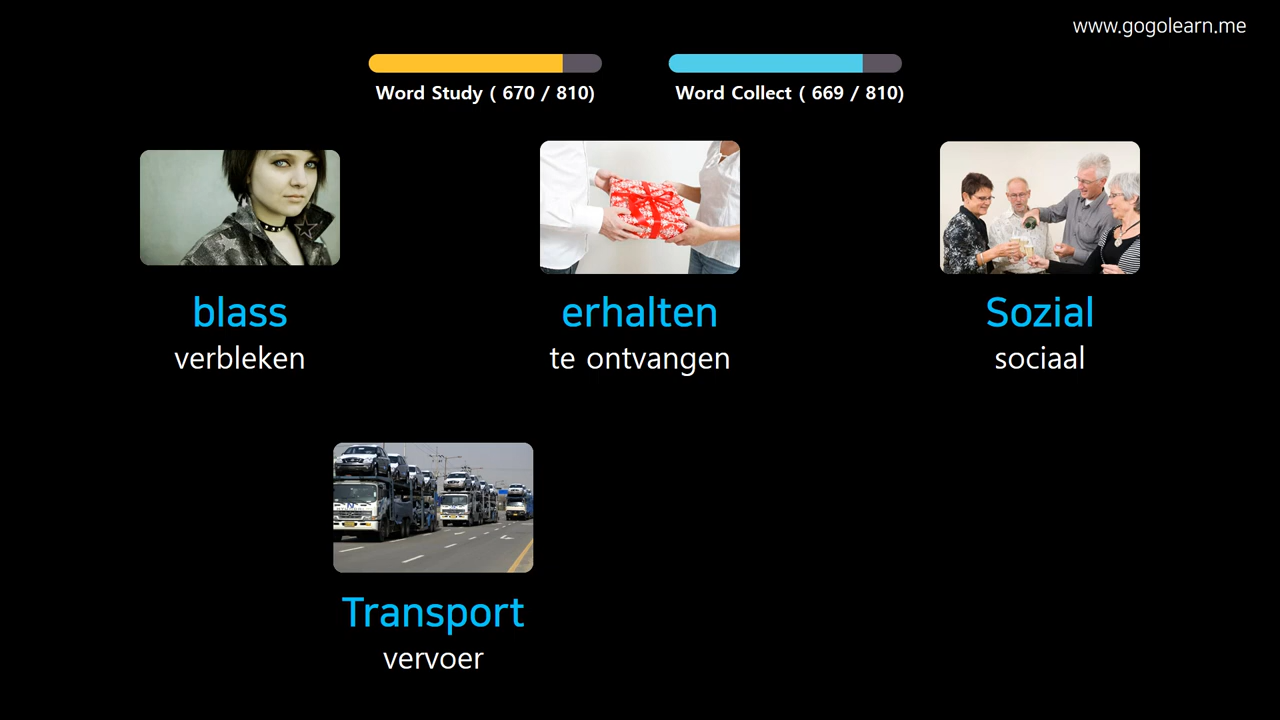 www.gogolearn.me
Word Study ( 670 / 810)
Word Collect ( 669 / 810)
blass
verbleken
erhalten
te ontvangen
Sozial
sociaal
Transport
vervoer